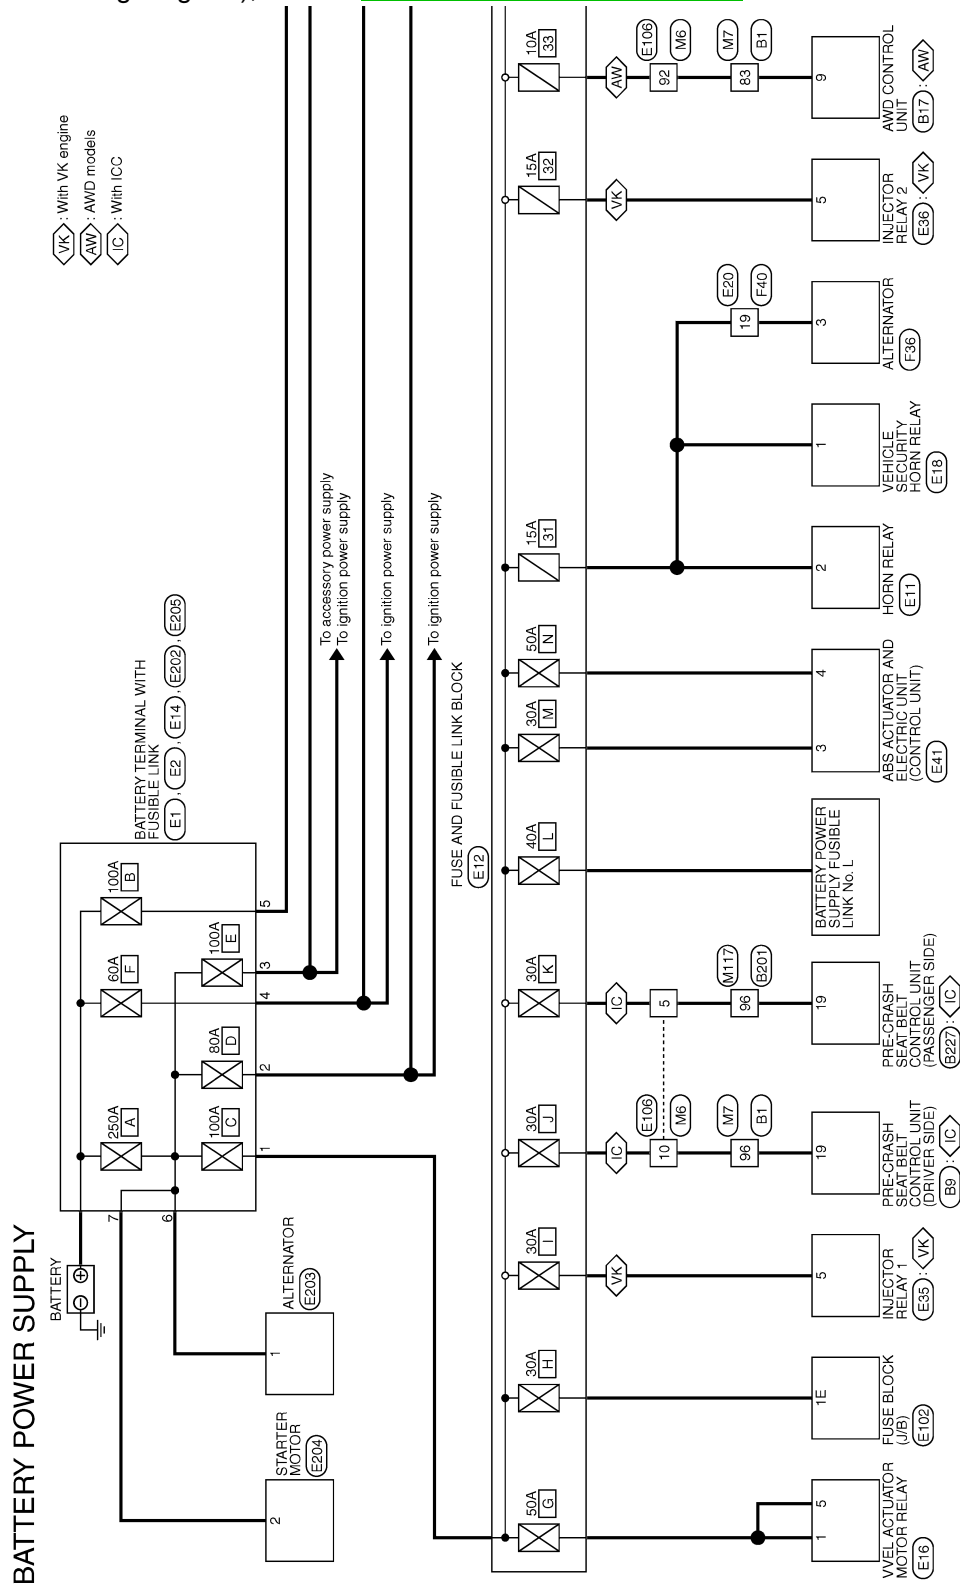 BATTERY POWER SUPPLY
VK : With VK engine
AW : AWD models
IC : With ICC
BATTERY
BATTERY TERMINAL WITH
FUSIBLE LINK
E1 , E2 , E14 , E202 , E205
250A
A
60A
F
100A
B
100A
C
80A
D
100A
E
7
6
1
2
4
3
5
To accessory power supply
To ignition power supply
To ignition power supply
To ignition power supply
STARTER
MOTOR
E204
2
ALTERNATOR
E203
1
FUSE AND FUSIBLE LINK BLOCK
E12
50A
G
30A
H
30A
I
30A
J
30A
K
40A
L
30A
M
50A
N
15A
31
15A
32
10A
33
VK
IC
IC
VK
AW
10
E106
M6
5
92
E106
M6
96
M7
B1
96
M117
B201
19
E20
F40
83
M7
B1
1
5
VVEL ACTUATOR
MOTOR RELAY
E16
1E
FUSE BLOCK
(J/B)
E102
5
INJECTOR
RELAY 1
E35 : VK
19
PRE-CRASH
SEAT BELT
CONTROL UNIT
(DRIVER SIDE)
B9 : IC
19
PRE-CRASH
SEAT BELT
CONTROL UNIT
(PASSENGER SIDE)
B227 : IC
BATTERY POWER
SUPPLY FUSIBLE
LINK No. L
3
4
ABS ACTUATOR AND
ELECTRIC UNIT
(CONTROL UNIT)
E41
2
HORN RELAY
E11
1
VEHICLE
SECURITY
HORN RELAY
E18
3
ALTERNATOR
F36
5
INJECTOR
RELAY 2
E36 : VK
9
AWD CONTROL
UNIT
B17 : AW